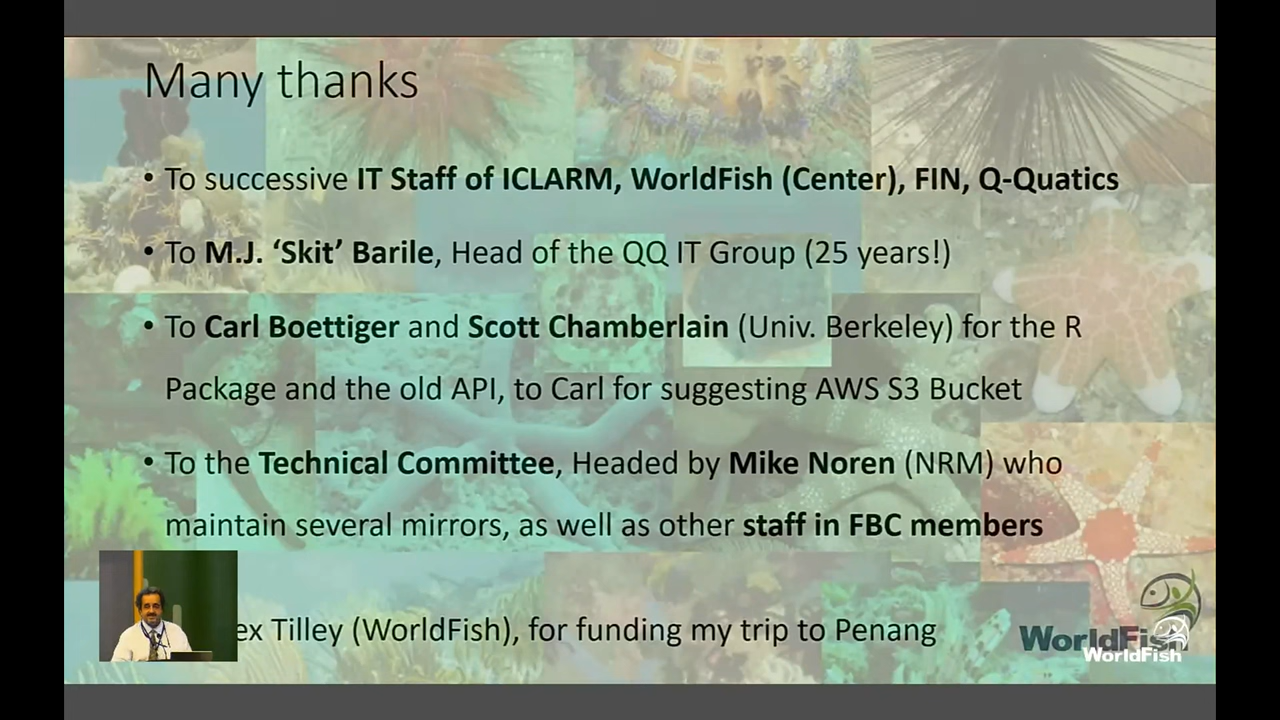 Many thanks
• To successive IT Staff of ICLARM, WorldFish (Center), FIN, Q-Quatics
• To M.J. ‘Skit’ Barile, Head of the QQ IT Group (25 years!)
• To Carl Boettiger and Scott Chamberlain (Univ. Berkeley) for the R
Package and the old API, to Carl for suggesting AWS S3 Bucket
• To the Technical Committee, Headed by Mike Noren (NRM) who
maintain several mirrors, as well as other staff in FBC members
ex Tilley (WorldFish), for funding my trip to Penang
WorldFish
WorldFish